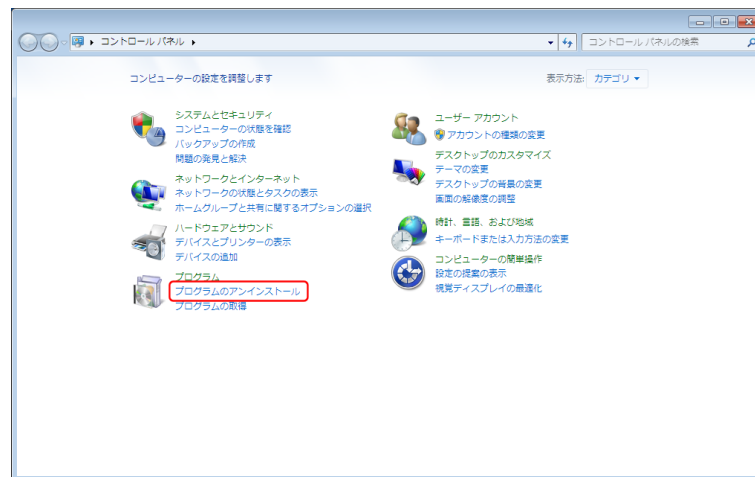 コントロール パネル
コントロール パネルの検索
コンピューターの設定を調整します
表示方法: カテゴリ
システムとセキュリティ
コンピューターの状態を確認
バックアップの作成
問題の発見と解決
ネットワークとインターネット
ネットワークの状態とタスクの表示
ホームグループと共有に関するオプションの選択
ハードウェアとサウンド
デバイスとプリンターの表示
デバイスの追加
プログラム
プログラムのアンインストール
プログラムの取得
ユーザー アカウント
アカウントの種類の変更
デスクトップのカスタマイズ
テーマの変更
デスクトップの背景の変更
画面の解像度の調整
時計、言語、および地域
キーボードまたは入力方法の変更
コンピューターの簡単操作
設定の提案の表示
視覚ディスプレイの最適化